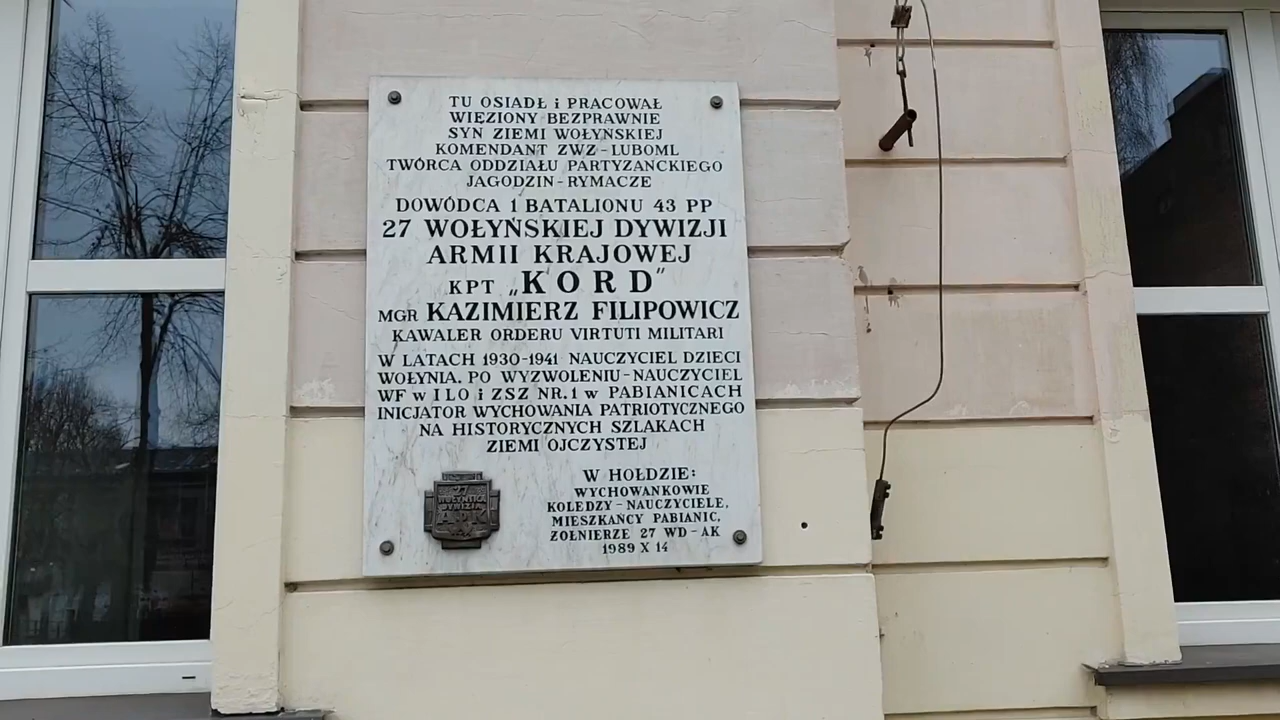 TU OSIADŁ i PRACOWAŁ
WIĘZIONY BEZPRAWNIE
SYN ZIEMI WOŁYŃSKIEJ
KOMENDANT ZWZ-LUBOML
TWÓRCA ODDZIAŁU PARTYZANCKIEGO
JAGODZIN-RYMACZE
DOWÓDCA 1 BATALIONU 43 PP
27 WOŁYŃSKIEJ DYWIZJI
ARMII KRAJOWEJ
KPT „KORD"
MGR KAZIMIERZ FILIPOWICZ
KAWALER ORDERU VIRTUTI MILITARI
W LATACH 1930-1941 NAUCZYCIEL DZIECI
WOŁYNIA. PO WYZWOLENIU-NAUCZYCIEL
WF w I LO i ZSZ NR.1 w PABIANICACH
INICJATOR WYCHOWANIA PATRIOTYCZNEGO
NA HISTORYCZNYCH SZLAKACH
ZIEMI OJCZYSTEJ
W HOŁDZIE:
WYCHOWANKOWIE
KOLEDZY-NAUCZYCIELE,
MIESZKAŃCY PABIANIC,
ŻOŁNIERZE 27 WD-AK
1989 X 14
27
WOŁYŃSKA
DYWIZJA